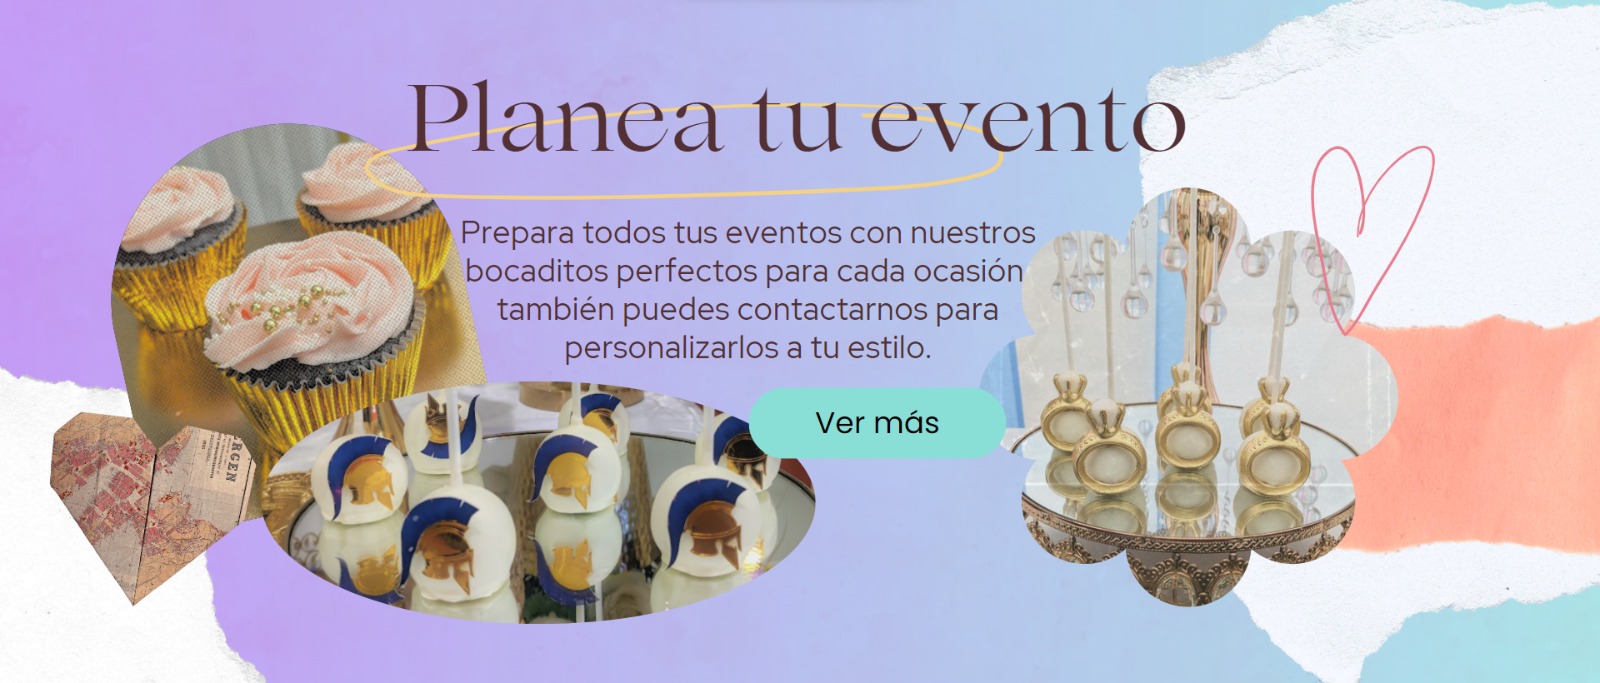 Planea tu evento
Prepara todos tus eventos con nuestros
bocaditos perfectos para cada ocasión
también puedes contactarnos para
personalizarlos a tu estilo.
Ver más